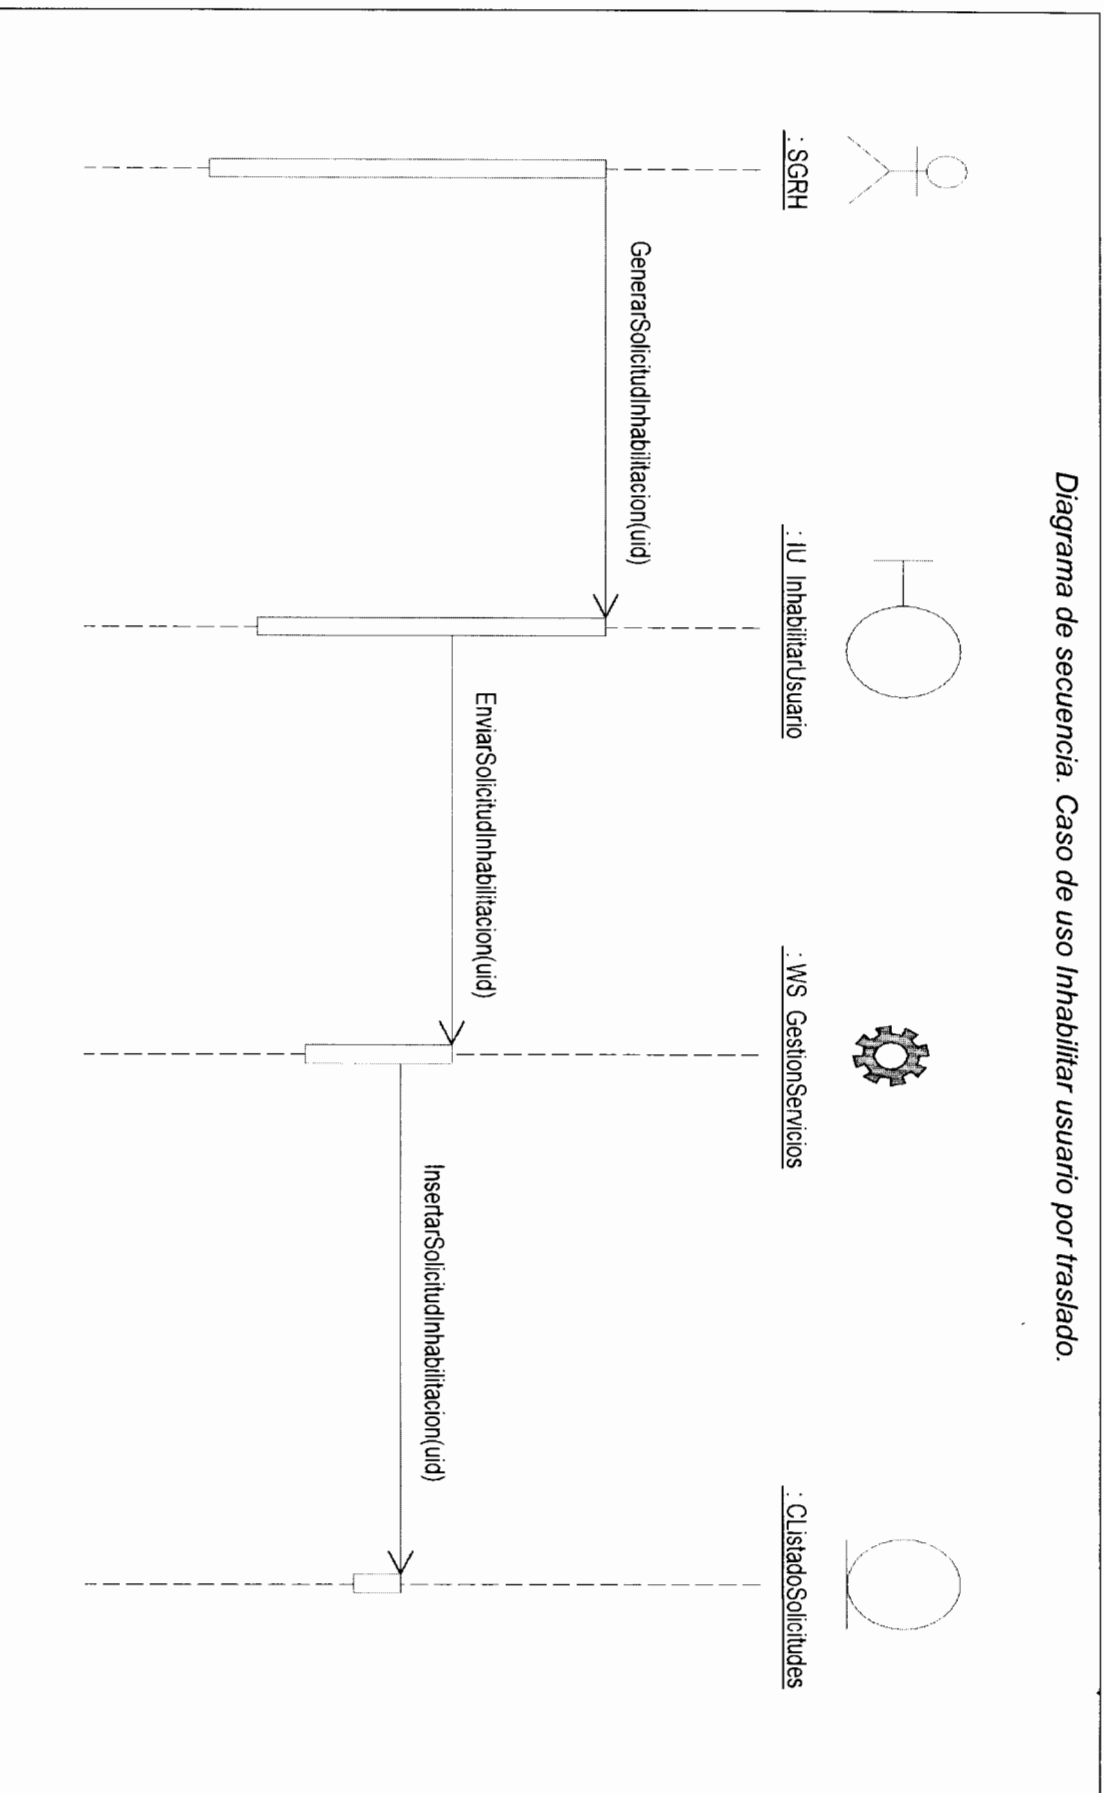 Diagrama de secuencia. Caso de uso Inhabilitar usuario por traslado.
: SGRH
: IU_InhabilitarUsuario
: WS_GestionServicios
: CListadoSolicitudes
GenerarSolicitudInhabilitacion(uid)
EnviarSolicitudInhabilitacion(uid)
InsertarSolicitudInhabilitacion(uid)